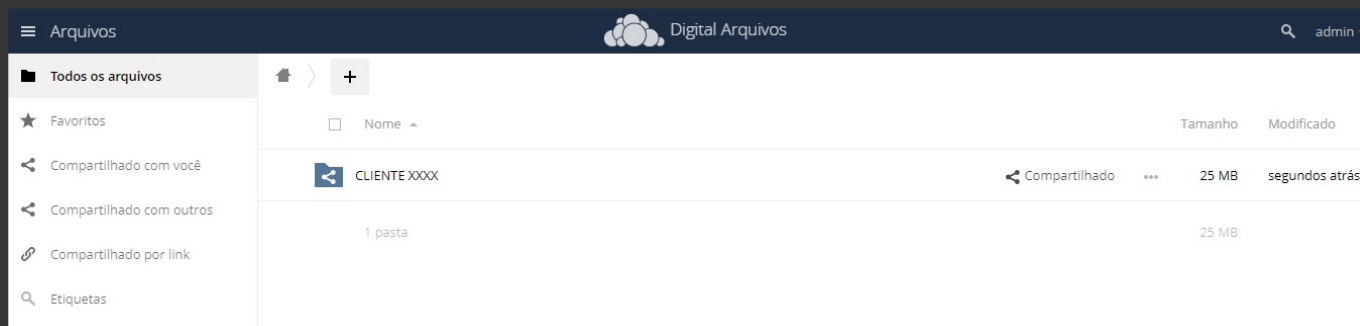 Arquivos
Digital Arquivos
admin
Todos os arquivos
Favoritos
Compartilhado com você
Compartilhado com outros
Compartilhado por link
Etiquetas
Nome
Tamanho
Modificado
CLIENTE XXXX
Compartilhado
25 MB
segundos atrás
1 pasta
25 MB